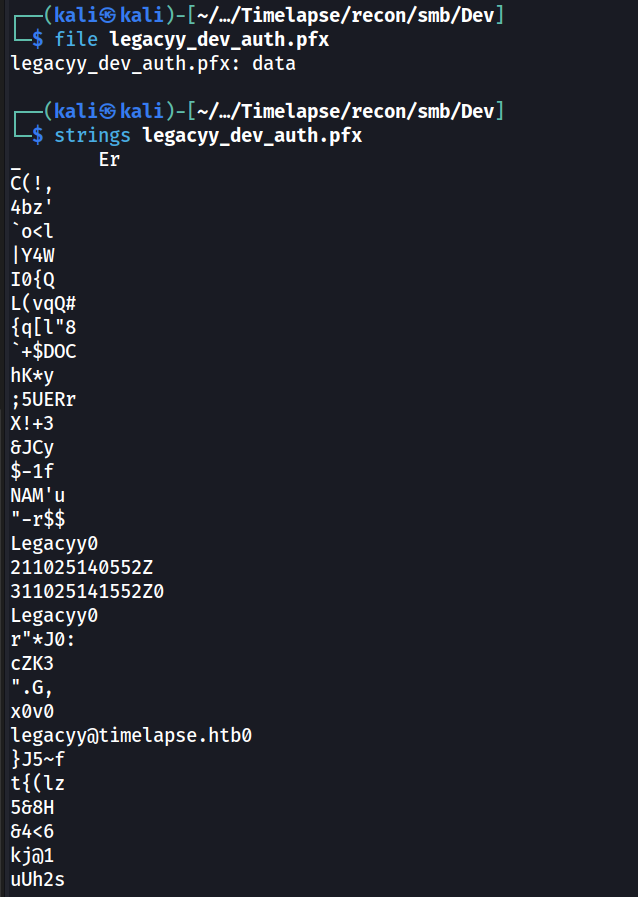 ┌──(kali㉿kali)-[~/…/Timelapse/recon/smb/Dev]
└─$ file legacyy_dev_auth.pfx
legacyy_dev_auth.pfx: data
┌──(kali㉿kali)-[~/…/Timelapse/recon/smb/Dev]
└─$ strings legacyy_dev_auth.pfx
_       Er
C(!,
4bz'
`o<l
|Y4W
I0{Q
L(vqQ#
{q[l"8
`+$DOC
hK*y
;5UERr
X!+3
&JCy
$-1f
NAM'u
"-r$$
Legacyy0
211025140552Z
311025141552Z0
Legacyy0
r"*J0:
cZK3
".G,
x0v0
legacyy@timelapse.htb0
}J5~f
t{(lz
5&8H
&4<6
kj@1
uUh2s